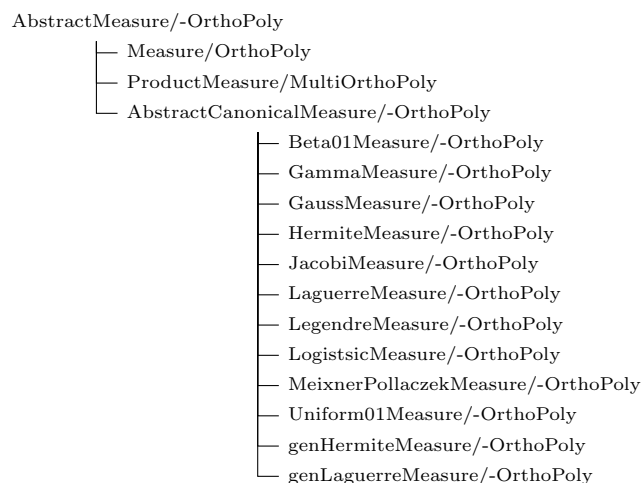 AbstractMeasure/-OrthoPoly
Measure/OrthoPoly
ProductMeasure/MultiOrthoPoly
AbstractCanonicalMeasure/-OrthoPoly
Beta01Measure/-OrthoPoly
GammaMeasure/-OrthoPoly
GaussMeasure/-OrthoPoly
HermiteMeasure/-OrthoPoly
JacobiMeasure/-OrthoPoly
LaguerreMeasure/-OrthoPoly
LegendreMeasure/-OrthoPoly
LogistsicMeasure/-OrthoPoly
MeixnerPollaczekMeasure/-OrthoPoly
Uniform01Measure/-OrthoPoly
genHermiteMeasure/-OrthoPoly
genLaguerreMeasure/-OrthoPoly